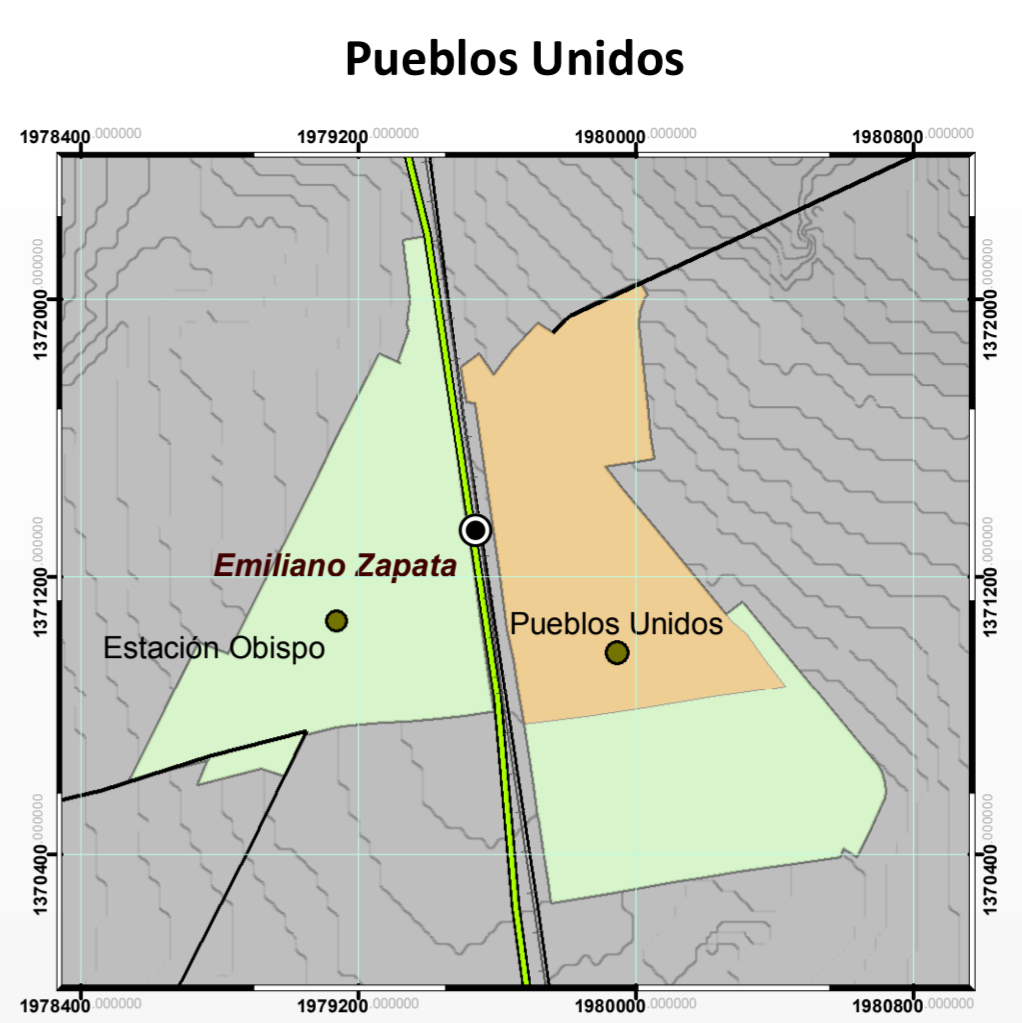 Pueblos Unidos
1978400.000000 1979200.000000 1980000.000000 1980800.000000
1372000.000000 1372000.000000
1371200.000000 1371200.000000
Emiliano Zapata
Pueblos Unidos
Estación Obispo
1370400.000000 1370400.000000
1978400.000000 1979200.000000 1980000.000000 1980800.000000